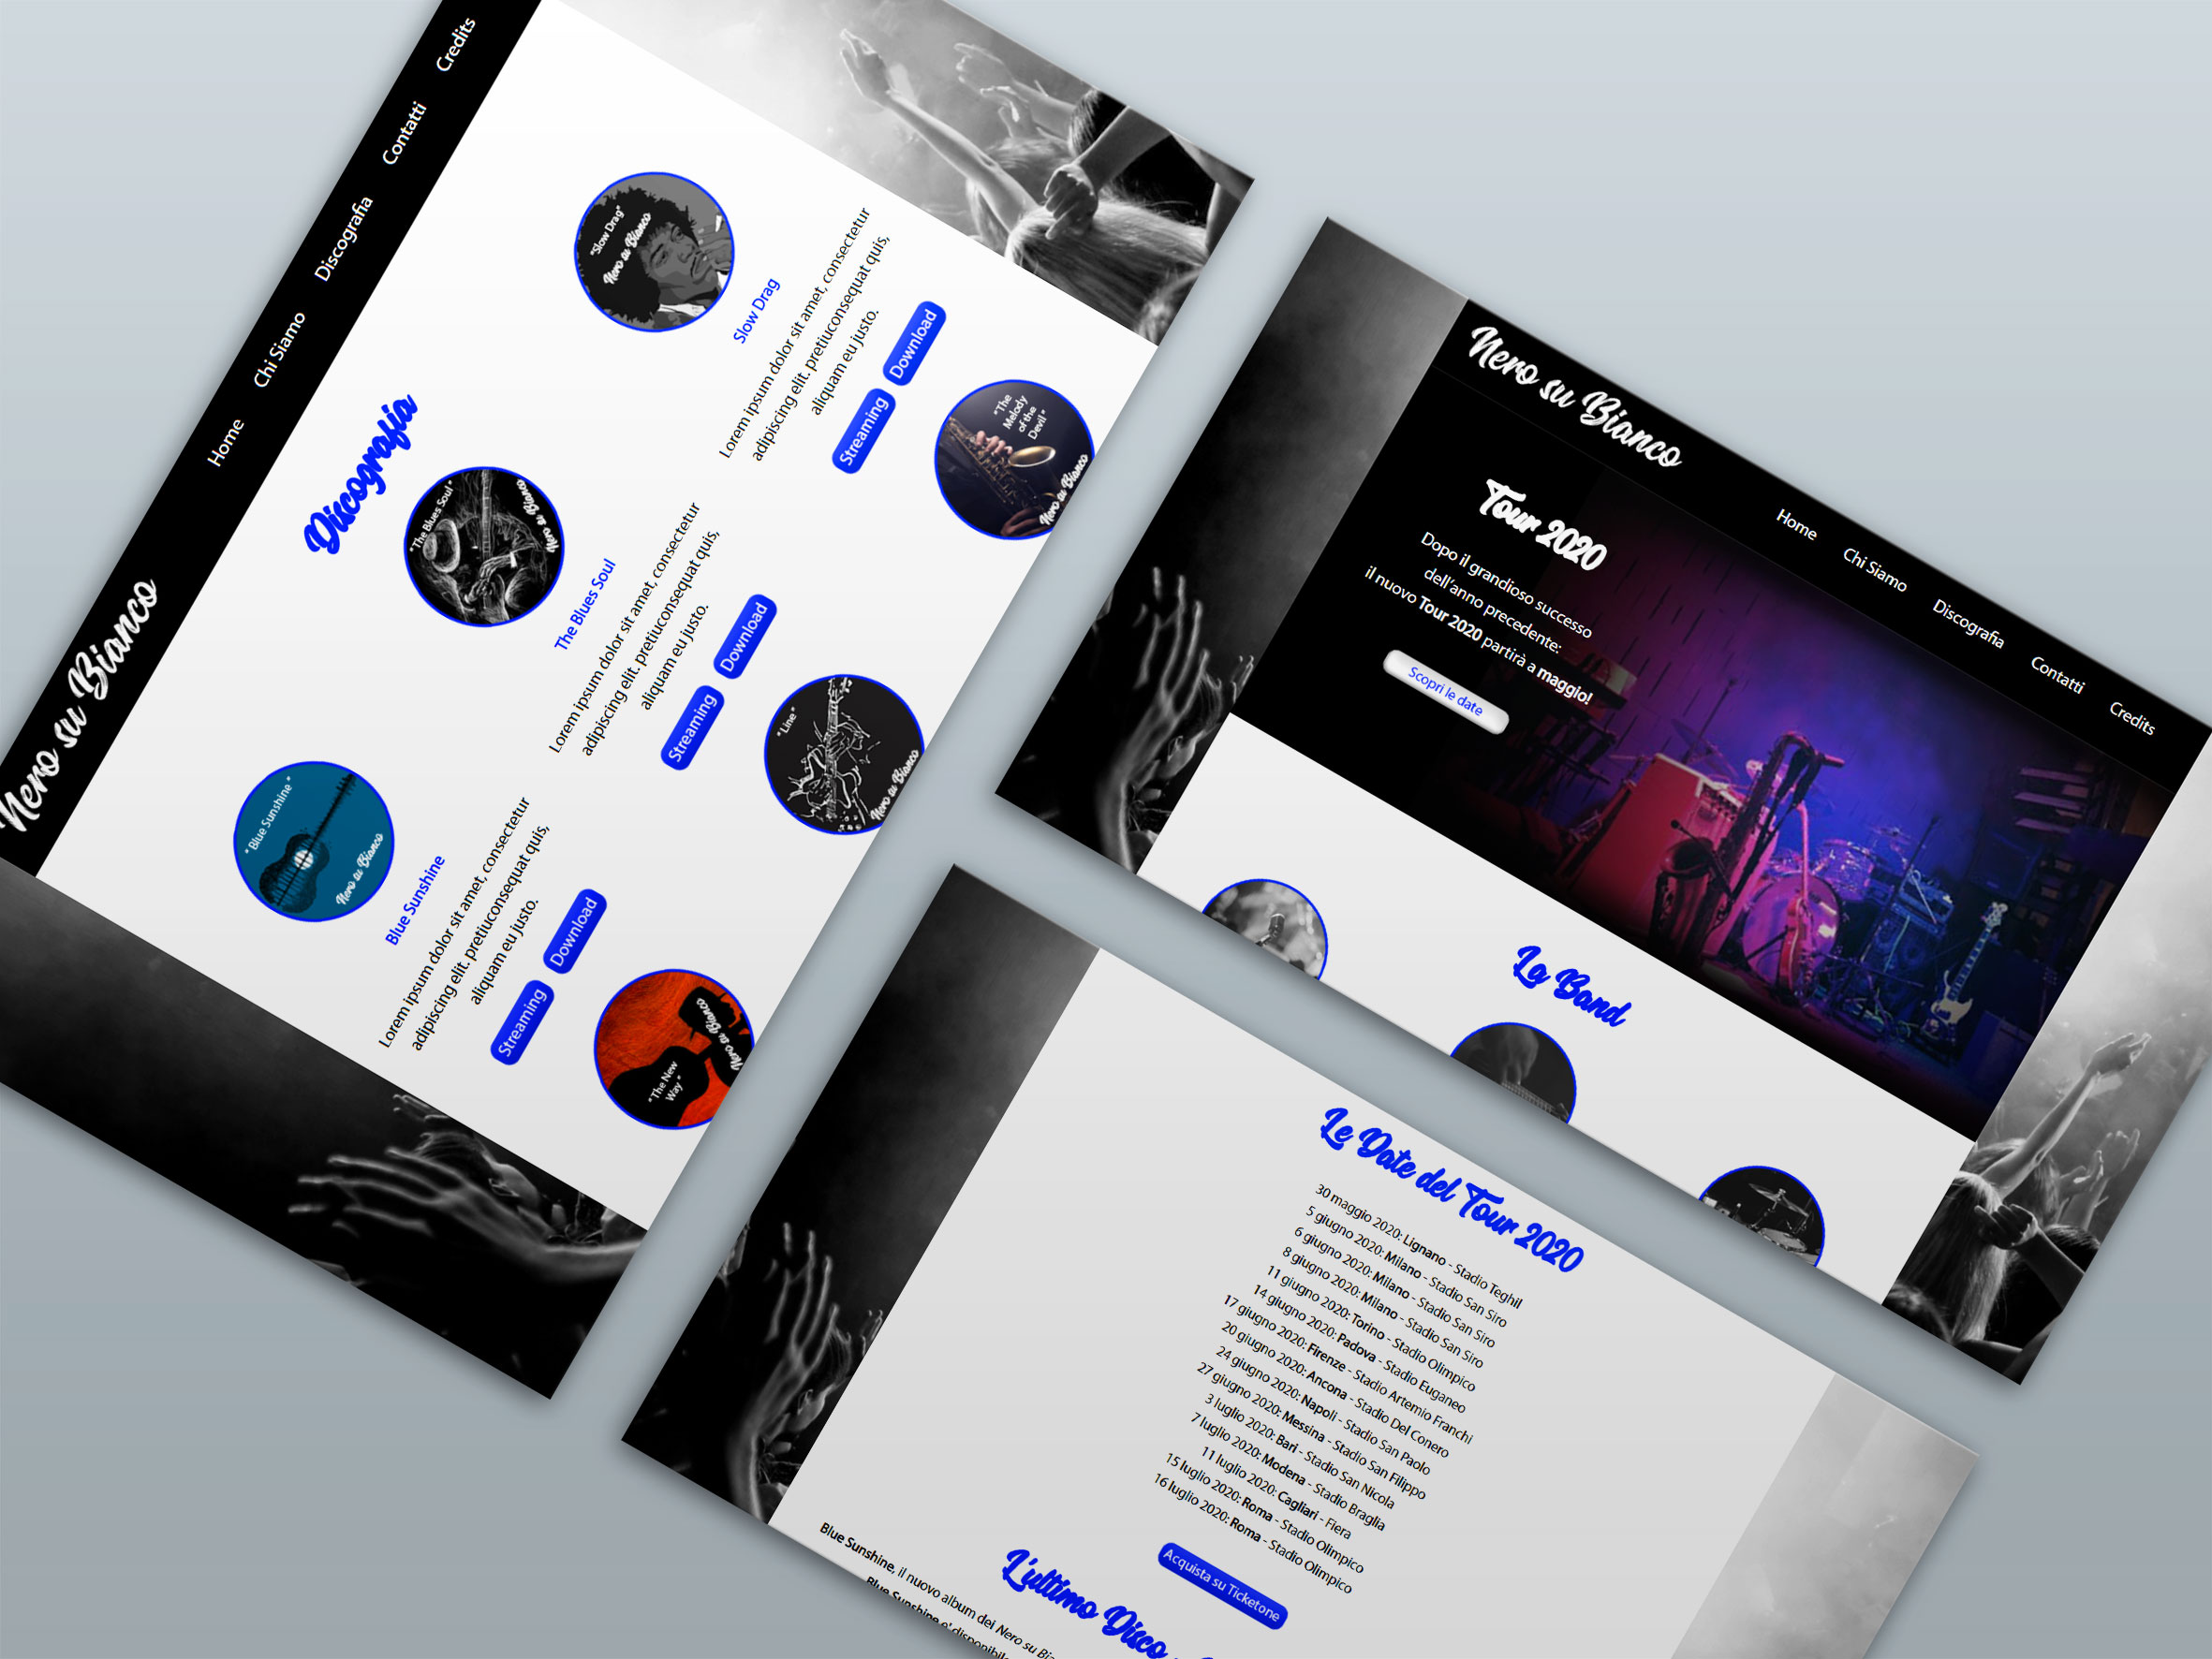 Nero su Bianco
Home
Chi Siamo
Discografia
Contatti
Credits
Discografia
"Blue Sunshine"
Nero su Bianco
Blue Sunshine
Lorem ipsum dolor sit amet, consectetur
adipiscing elit. pretiuconsequat quis,
aliquam eu justo.
Streaming
Download
"The Blues Soul"
Nero su Bianco
The Blues Soul
Lorem ipsum dolor sit amet, consectetur
adipiscing elit. pretiuconsequat quis,
aliquam eu justo.
Streaming
Download
"Slow Drag"
Nero su Bianco
Slow Drag
Lorem ipsum dolor sit amet, consectetur
adipiscing elit. pretiuconsequat quis,
aliquam eu justo.
Streaming
Download
"The New
Way"
Nero su Bianco
"Line"
Nero su Bianco
"The
Melody
of the
Devil"
Nero su Bianco
Nero su Bianco
Home
Chi Siamo
Discografia
Contatti
Credits
Tour 2020
Dopo il grandioso successo
dell'anno precedente:
il nuovo Tour 2020 partirà a maggio!
Scopri le date
La Band
Le Date del Tour 2020
30 maggio 2020: Lignano - Stadio Teghil
5 giugno 2020: Milano - Stadio San Siro
6 giugno 2020: Milano - Stadio San Siro
8 giugno 2020: Milano - Stadio San Siro
11 giugno 2020: Torino - Stadio Olimpico
14 giugno 2020: Padova - Stadio Euganeo
17 giugno 2020: Firenze - Stadio Artemio Franchi
20 giugno 2020: Ancona - Stadio Del Conero
24 giugno 2020: Napoli - Stadio San Paolo
27 giugno 2020: Messina - Stadio San Filippo
3 luglio 2020: Bari - Stadio San Nicola
7 luglio 2020: Modena - Stadio Braglia
11 luglio 2020: Cagliari - Fiera
15 luglio 2020: Roma - Stadio Olimpico
16 luglio 2020: Roma - Stadio Olimpico
Acquista su Ticketone
L'ultimo Disco
Blue Sunshine, il nuovo album dei Nero su
Blue Sunshine e' disponibile